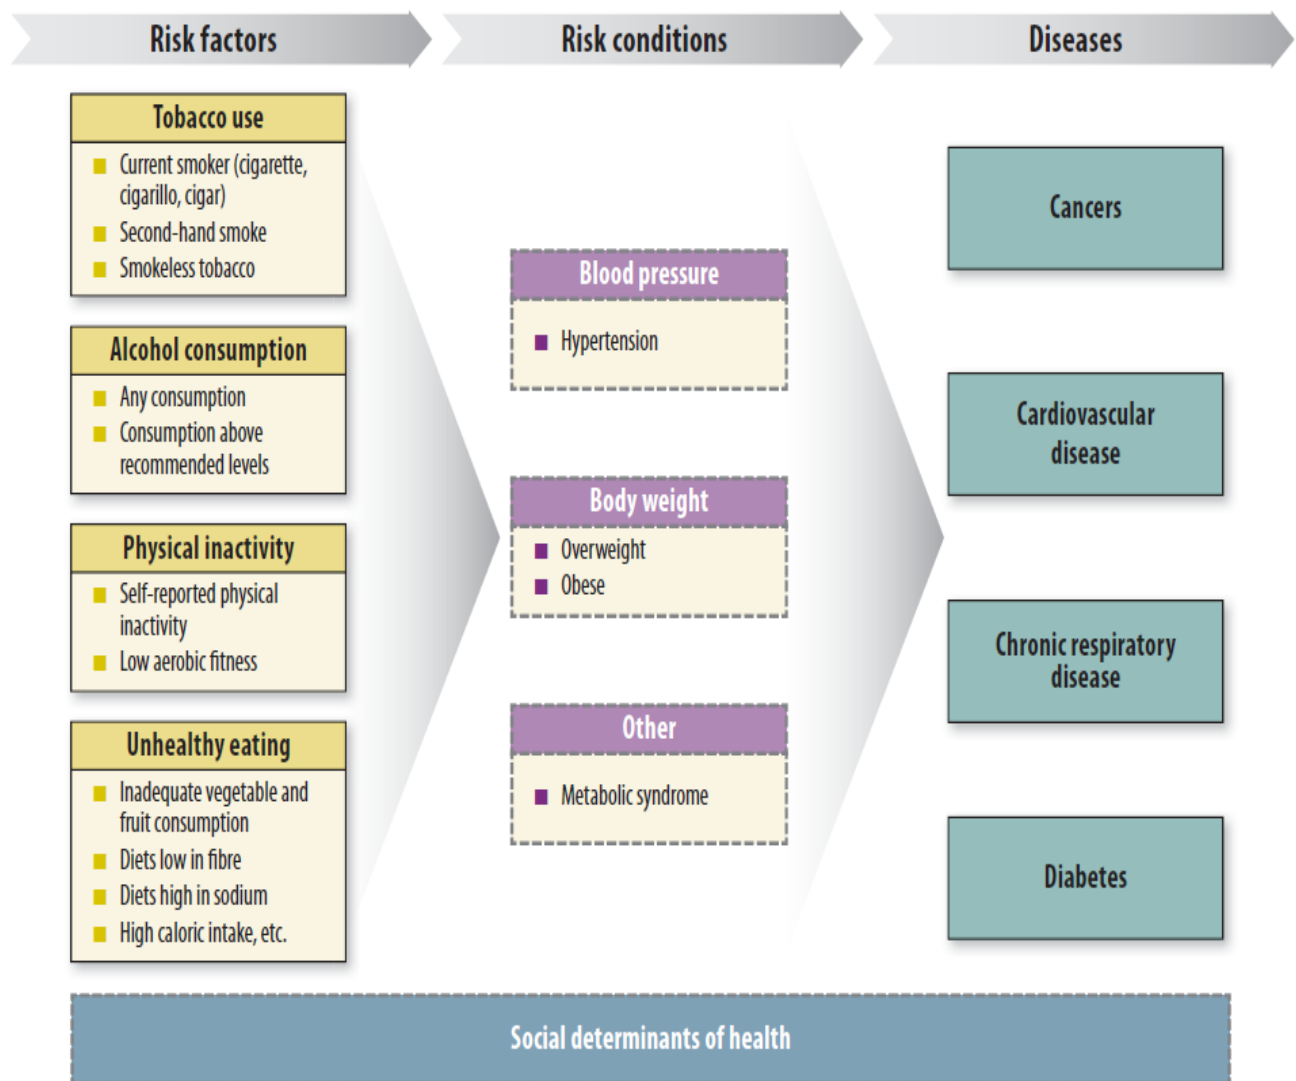 Risk factors
Risk conditions
Diseases
Tobacco use
Current smoker (cigarette,
cigarillo, cigar)
Second-hand smoke
Smokeless tobacco
Alcohol consumption
Any consumption
Consumption above
recommended levels
Physical inactivity
Self-reported physical
inactivity
Low aerobic fitness
Unhealthy eating
Inadequate vegetable and
fruit consumption
Diets low in fibre
Diets high in sodium
High caloric intake, etc.
Blood pressure
Hypertension
Body weight
Overweight
Obese
Other
Metabolic syndrome
Cancers
Cardiovascular
disease
Chronic respiratory
disease
Diabetes
Social determinants of health